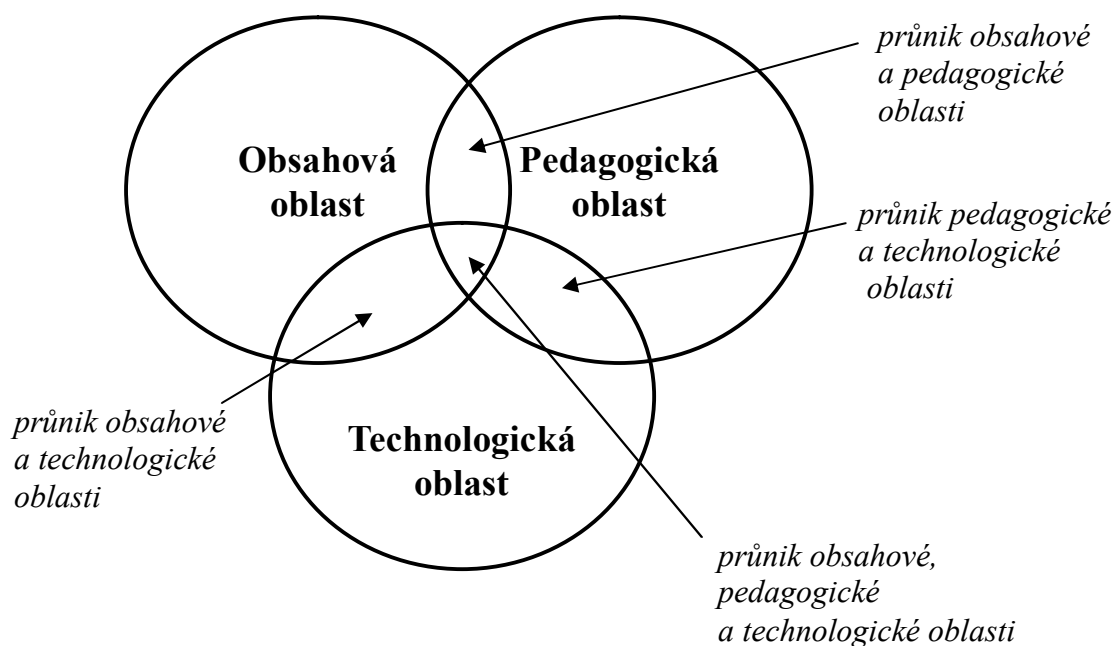 průnik obsahové
a pedagogické
oblasti
Obsahová
oblast
Pedagogická
oblast
průnik pedagogické
a technologické
oblasti
průnik obsahové
a technologické
oblasti
Technologická
oblast
průnik obsahové,
pedagogické
a technologické oblasti